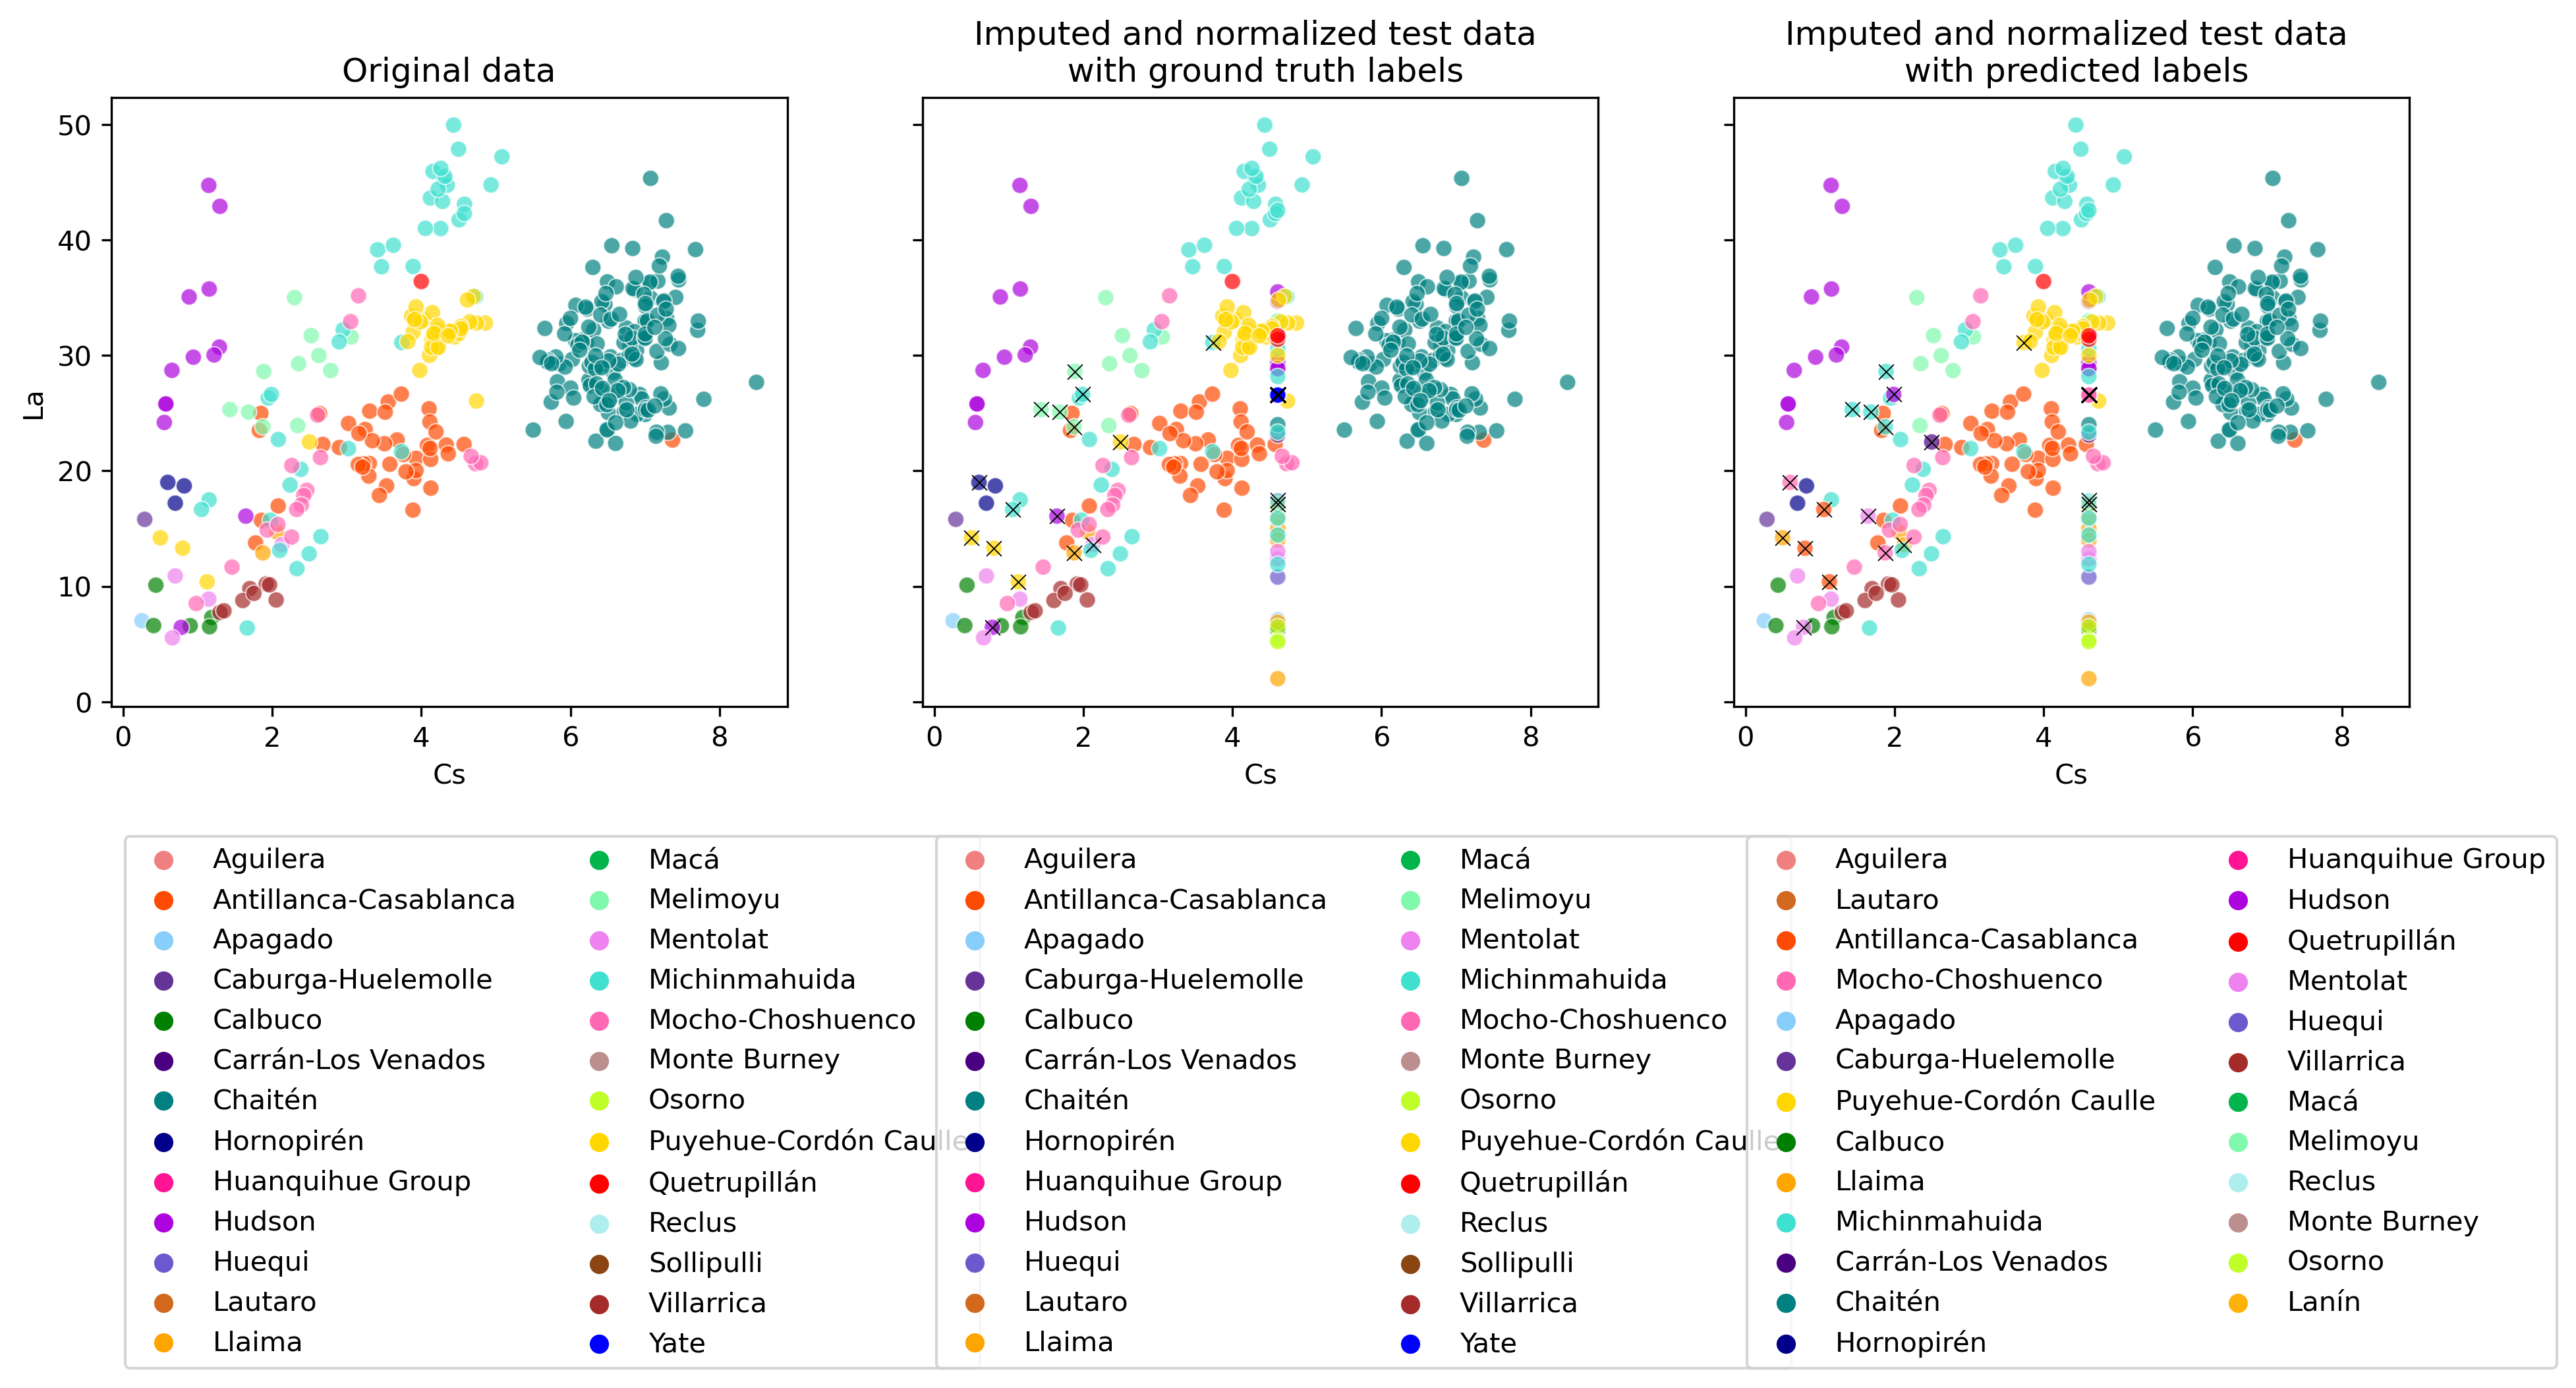 Original data
Imputed and normalized test data
with ground truth labels
Imputed and normalized test data
with predicted labels
La
50
40
30
20
10
0
0 2 4 6 8
Cs
0 2 4 6 8
Cs
0 2 4 6 8
Cs
Aguilera
Antillanca-Casablanca
Apagado
Caburga-Huelemolle
Calbuco
Carrán-Los Venados
Chaitén
Hornopirén
Huanquihue Group
Hudson
Huequi
Lautaro
Llaima
Macá
Melimoyu
Mentolat
Michinmahuida
Mocho-Choshuenco
Monte Burney
Osorno
Puyehue-Cordón Caulle
Quetrupillán
Reclus
Sollipulli
Villarrica
Yate
Aguilera
Antillanca-Casablanca
Apagado
Caburga-Huelemolle
Calbuco
Carrán-Los Venados
Chaitén
Hornopirén
Huanquihue Group
Hudson
Huequi
Lautaro
Llaima
Macá
Melimoyu
Mentolat
Michinmahuida
Mocho-Choshuenco
Monte Burney
Osorno
Puyehue-Cordón Caulle
Quetrupillán
Reclus
Sollipulli
Villarrica
Yate
Aguilera
Lautaro
Antillanca-Casablanca
Mocho-Choshuenco
Apagado
Caburga-Huelemolle
Puyehue-Cordón Caulle
Calbuco
Llaima
Michinmahuida
Carrán-Los Venados
Chaitén
Hornopirén
Huanquihue Group
Hudson
Quetrupillán
Mentolat
Huequi
Villarrica
Macá
Melimoyu
Reclus
Monte Burney
Osorno
Lanín